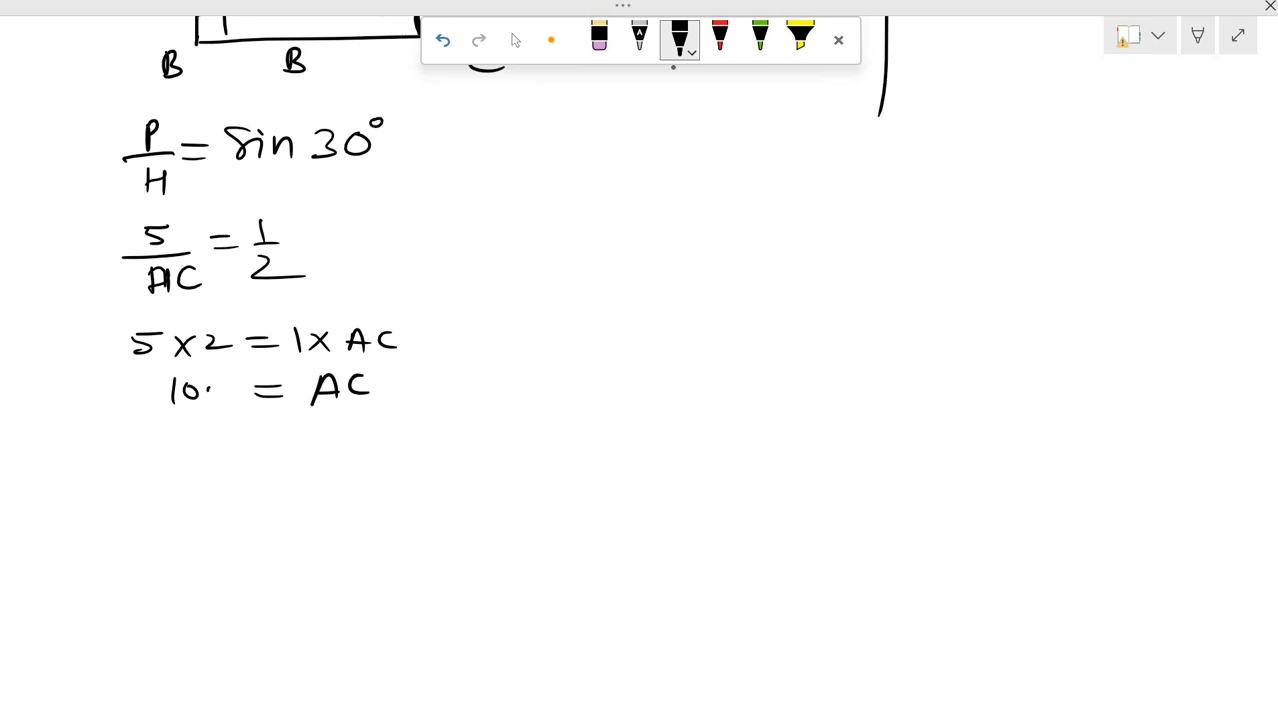 B B
P/H = Sin 30°
5/AC = 1/2
5 x 2 = 1 x AC
10. = AC